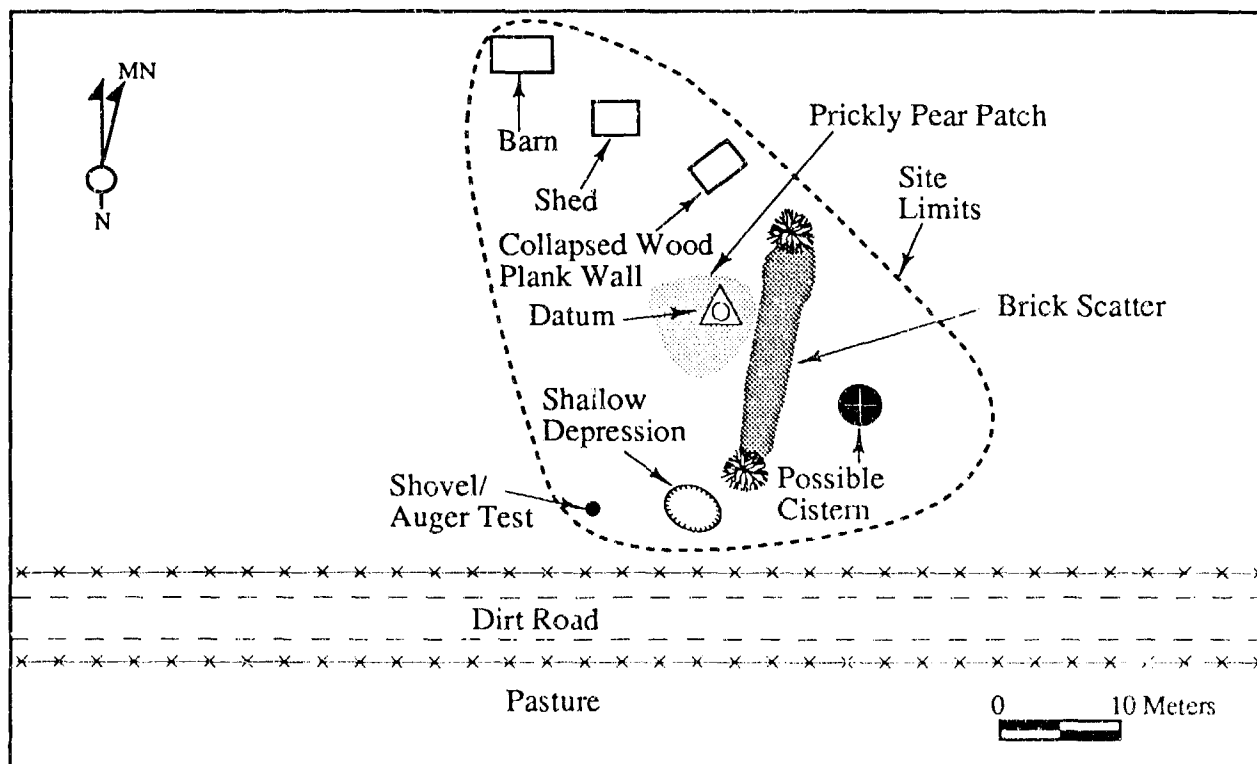 MN
N
Barn
Shed
Collapsed Wood
Plank Wall
Datum
Prickly Pear Patch
Site
Limits
Brick Scatter
Shallow
Depression
Shovel/
Auger Test
Possible
Cistern
Dirt Road
Pasture
0 10 Meters